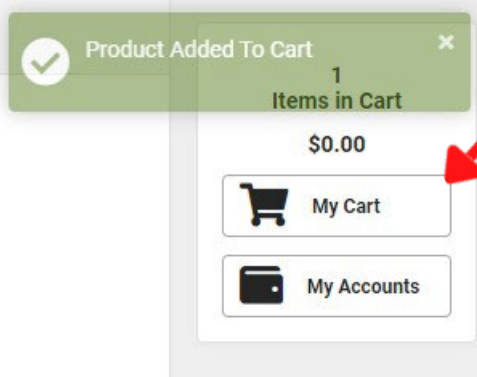 Product Added To Cart
1
Items in Cart
$0.00
My Cart
My Accounts